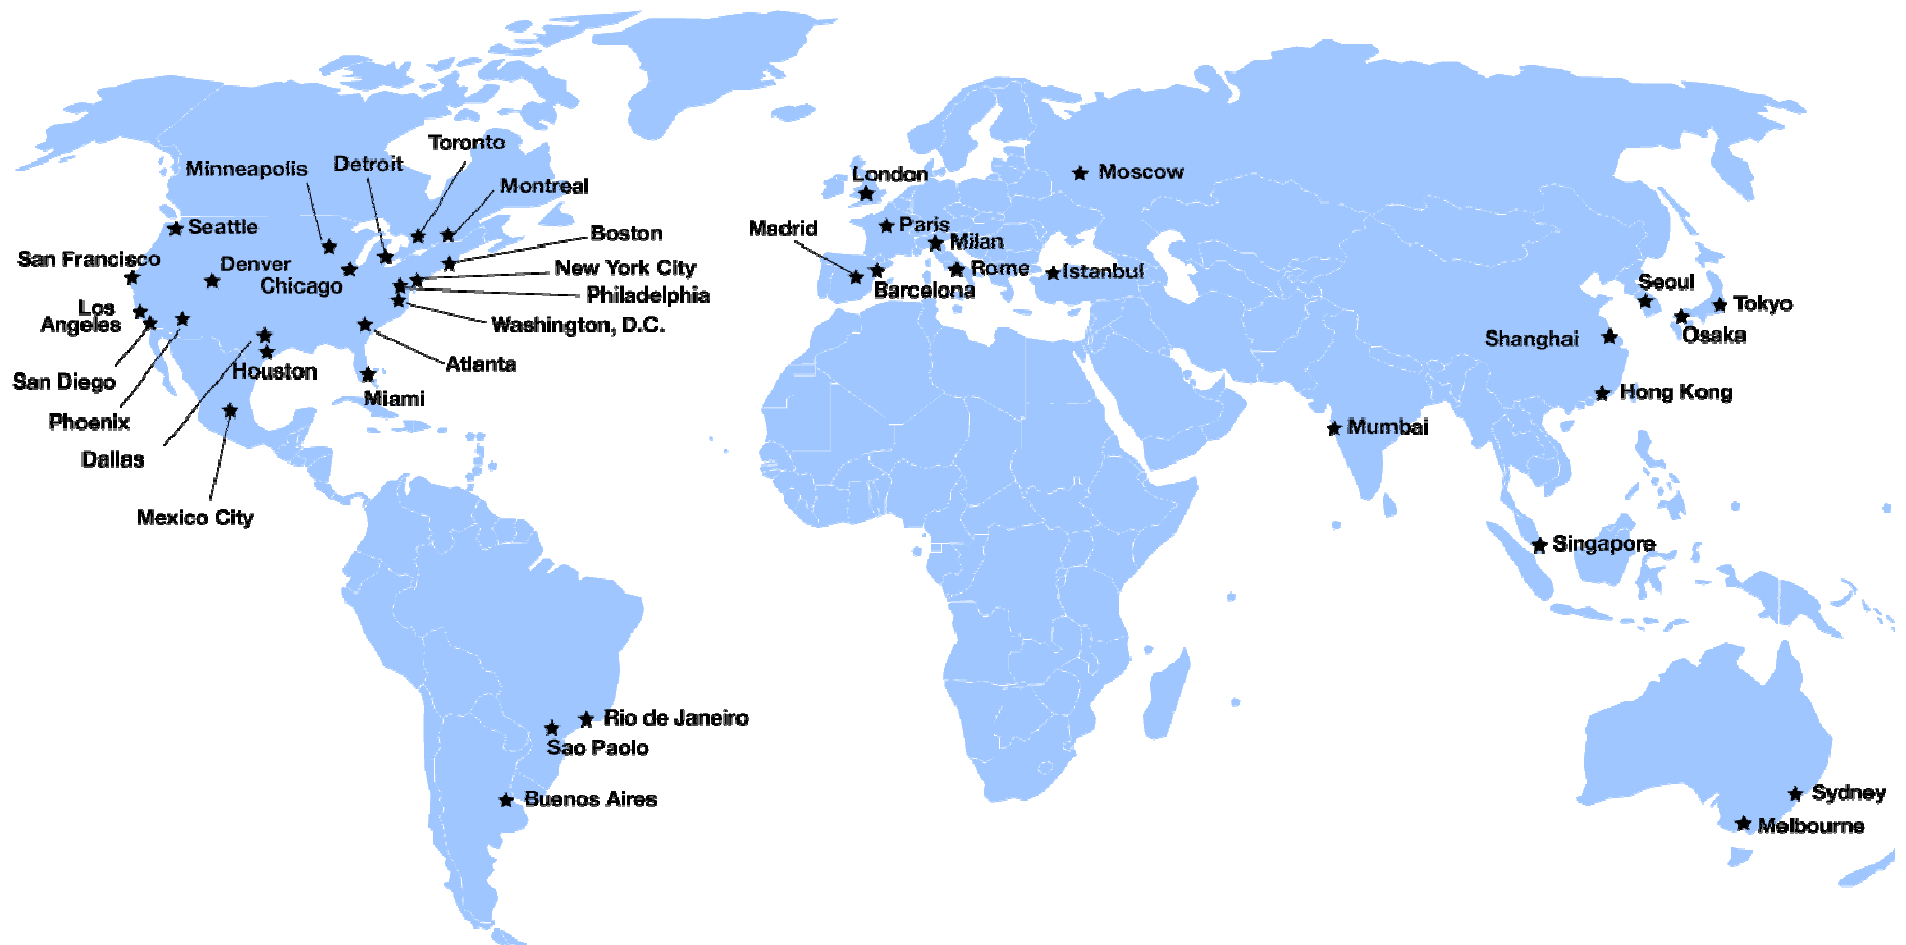 Toronto
Minneapolis
Detroit
Montreal
Seattle
Boston
San Francisco
Denver
New York City
Chicago
Philadelphia
Los
Angeles
Washington, D.C.
Atlanta
San Diego
Houston
Miami
Phoenix
Dallas
Mexico City
Rio de Janeiro
Sao Paolo
Buenos Aires
London
Moscow
Madrid
Paris
Milan
Rome
Istanbul
Barcelona
Seoul
Tokyo
Shanghai
Osaka
Hong Kong
Mumbai
Singapore
Sydney
Melbourne